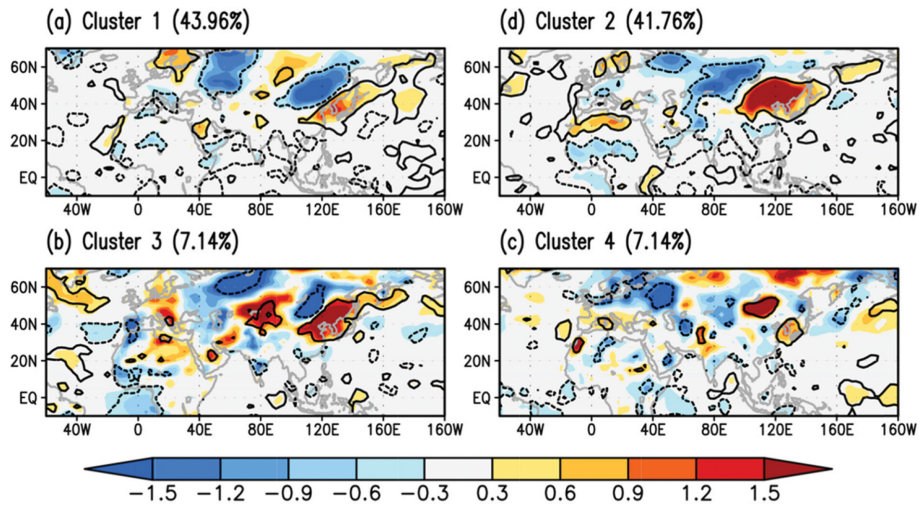 (a) Cluster 1 (43.96%)
(d) Cluster 2 (41.76%)
60N
40N
20N
EQ
40W 0 40E 80E 120E 160E 160W
60N
40N
20N
EQ
40W 0 40E 80E 120E 160E 160W
(b) Cluster 3 (7.14%)
(c) Cluster 4 (7.14%)
60N
40N
20N
EQ
40W 0 40E 80E 120E 160E 160W
60N
40N
20N
EQ
40W 0 40E 80E 120E 160E 160W
−1.5 −1.2 −0.9 −0.6 −0.3 0.3 0.6 0.9 1.2 1.5